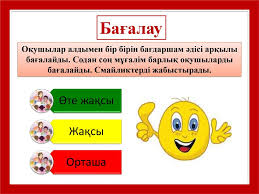 Бағалау
Оқушылар алдымен бір бірін бағдаршам әдісі арқылы
бағалайды. Содан соң мұғалім барлық оқушыларды
бағалайды. Смайликтерді жабыстырады.
Өте жақсы
Жақсы
Орташа